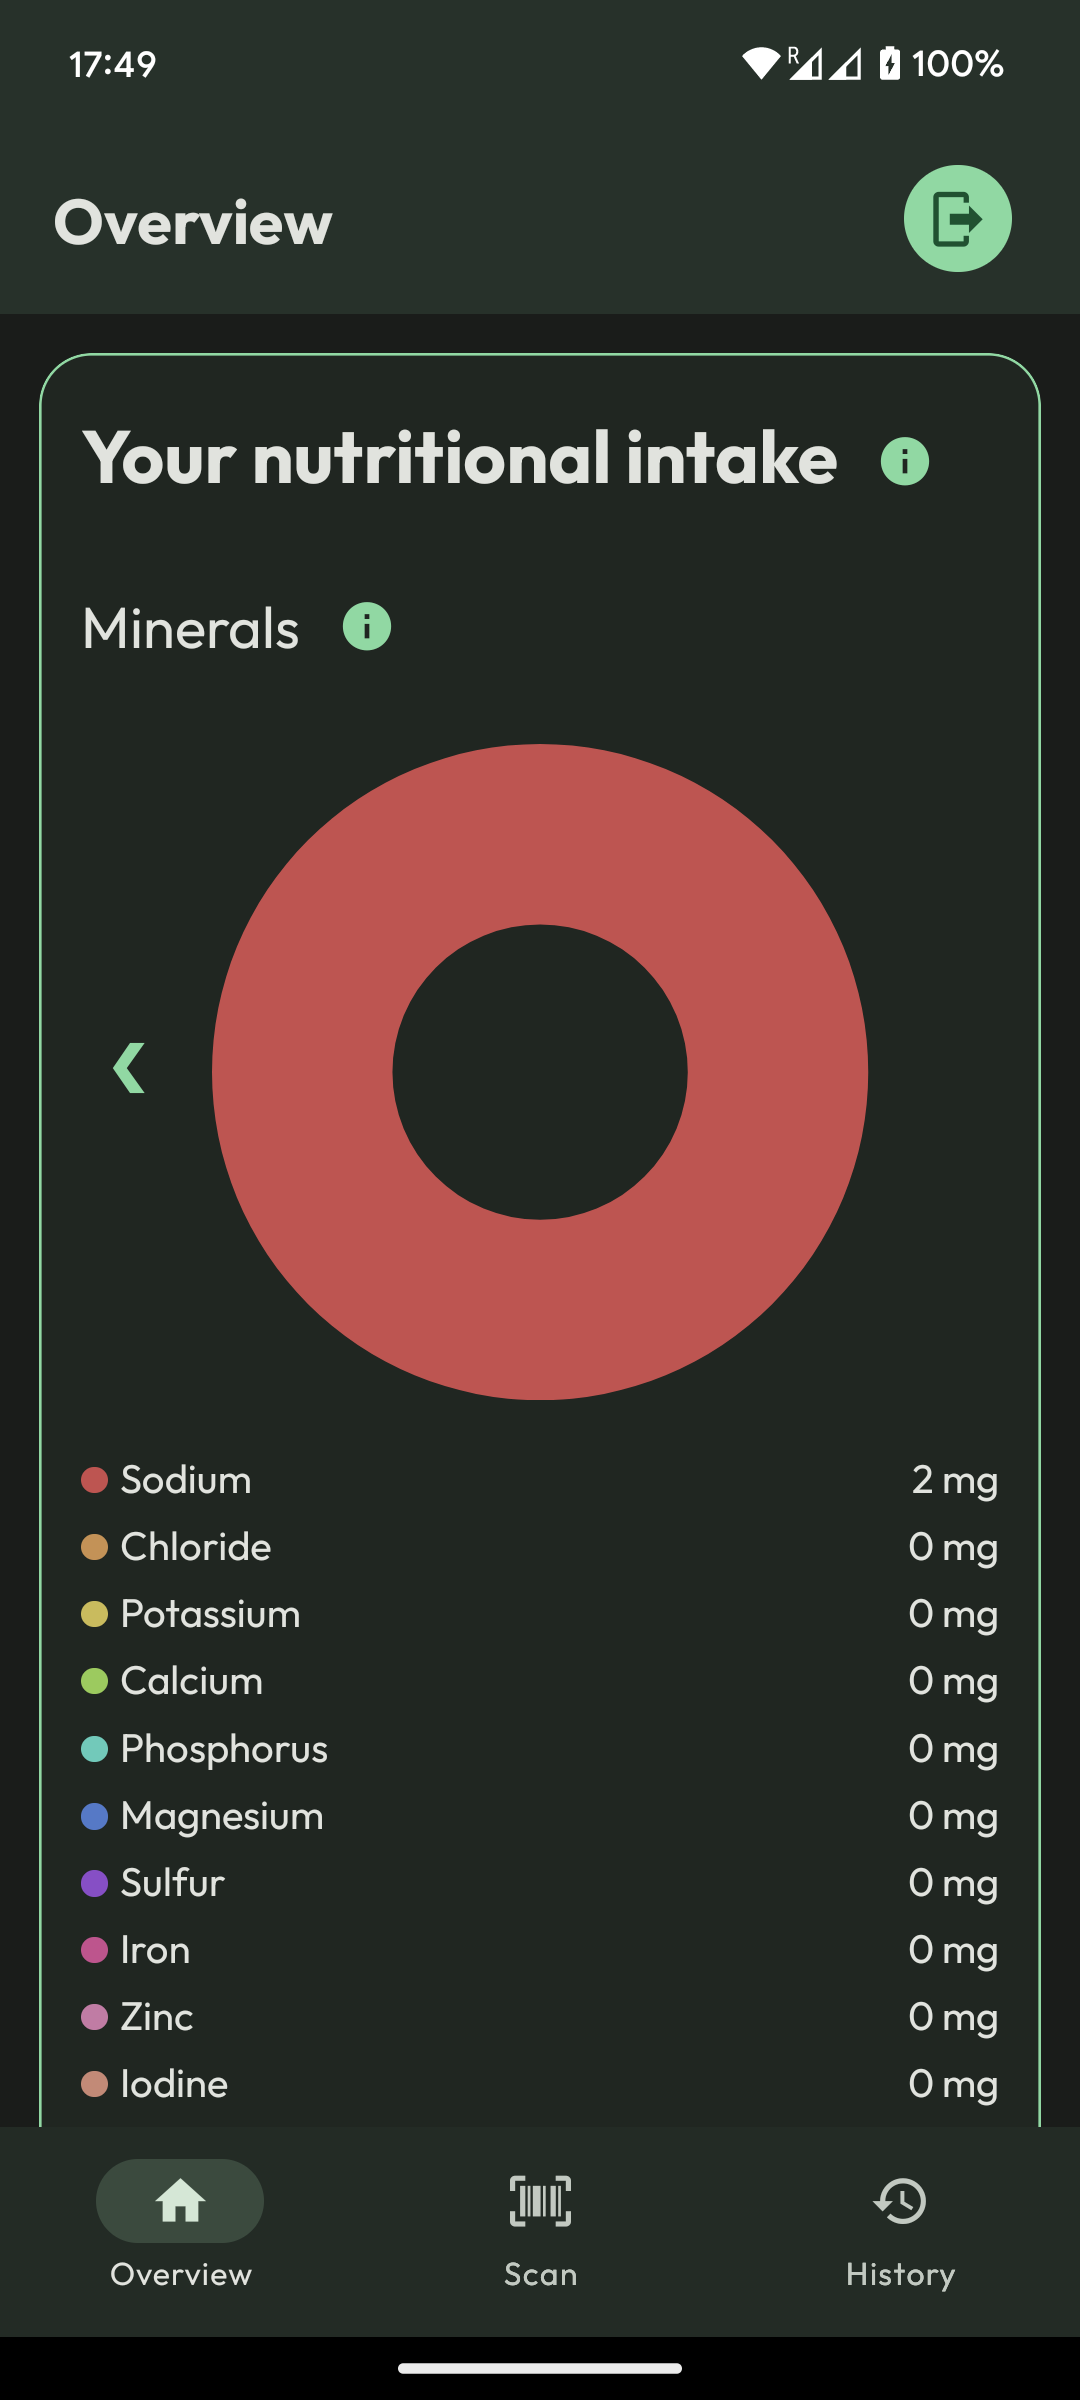 17:49
R
100%
Overview
Your nutritional intake
Minerals
Sodium 2 mg
Chloride 0 mg
Potassium 0 mg
Calcium 0 mg
Phosphorus 0 mg
Magnesium 0 mg
Sulfur 0 mg
Iron 0 mg
Zinc 0 mg
Iodine 0 mg
Overview
Scan
History